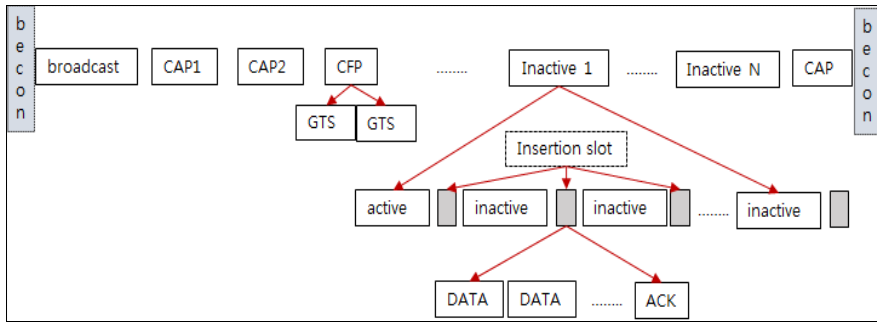 becon
broadcast CAP1 CAP2 CFP ........ Inactive 1 ........ Inactive N CAP
becon
GTS GTS
Insertion slot
active inactive inactive ........ inactive
DATA DATA ........ ACK